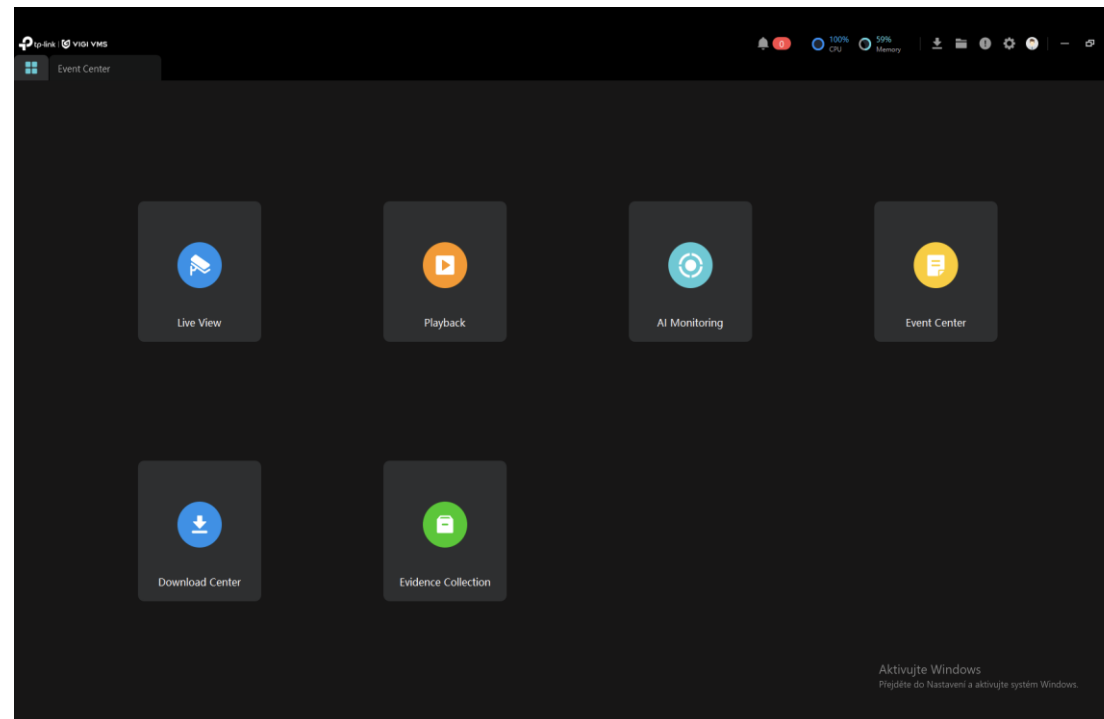 tp-link | VIGI VMS
0
100%
CPU
59%
Memory
Event Center
Live View
Playback
AI Monitoring
Event Center
Download Center
Evidence Collection
Aktivujte Windows
Přejděte do Nastavení a aktivujte systém Windows.